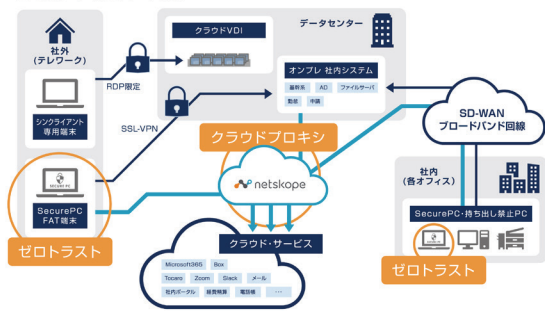 社外
(テレワーク)
シンクライアント
専用端末
SECURE PC
SecurePC
FAT端末
ゼロトラスト
RDP限定
SSL-VPN
クラウドVDI
データセンター
オンプレ 社内システム
基幹系 AD ファイルサーバ
勤怠 申請
クラウドプロキシ
netskope
クラウド・サービス
Microsoft365 Box
Tocaro Zoom Slack メール
社内ポータル 経費精算 電話帳 ･･･
SD-WAN
ブロードバンド回線
社内
(各オフィス)
SecurePC・持ち出し禁止PC
ゼロトラスト